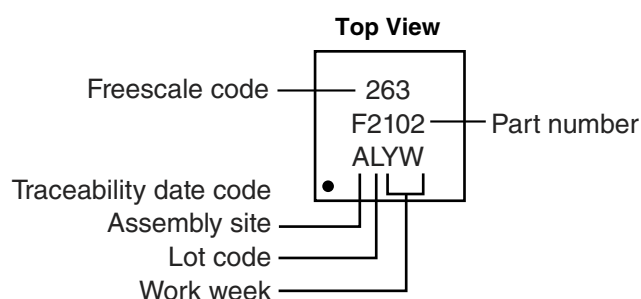 Top View
Freescale code
263
F2102
Part number
ALYW
Traceability date code
Assembly site
Lot code
Work week